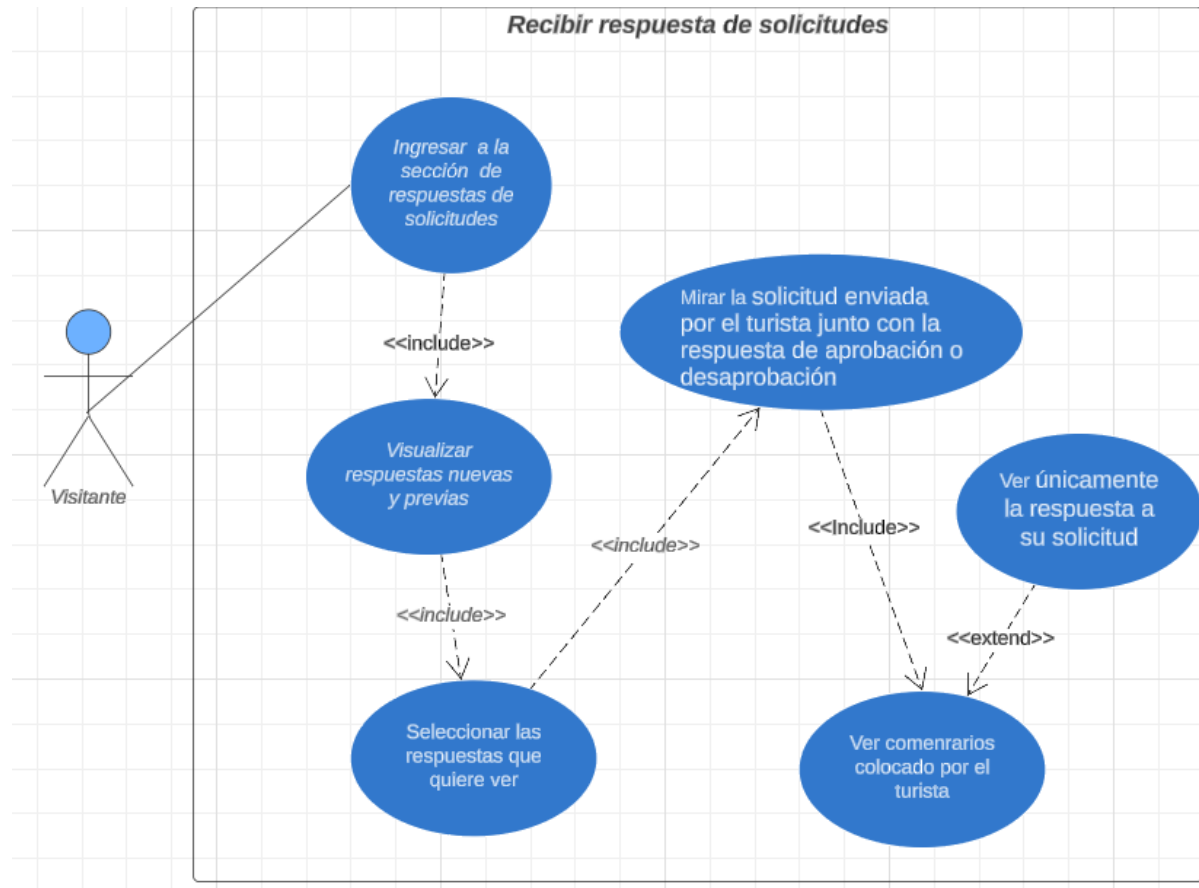 Recibir respuesta de solicitudes
Ingresar a la
sección de
respuestas de
solicitudes
<<include>>
Visualizar
respuestas nuevas
y previas
<<include>>
Seleccionar las
respuestas que
quiere ver
<<include>>
Mirar la solicitud enviada
por el turista junto con la
respuesta de aprobación o
desaprobación
<<Include>>
Ver únicamente
la respuesta a
su solicitud
<<extend>>
Ver comenrarios
colocado por el
turista
Visitante